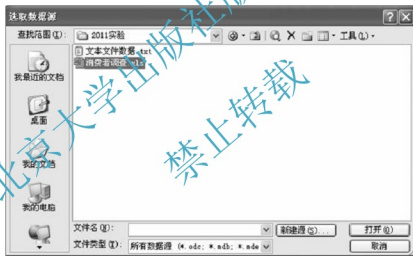 选取数据源
查找范围(I): 2011实验 工具(L)
文本文件数据.txt
消费者调查.xls
我最近的文档
桌面
我的文档
我的电脑
文件名(N): 新建源(S)... 打开(O)
文件类型(T): 所有数据源 (*.odc; *.mdb; *.mde 取消
北京大学出版社版
禁止转载